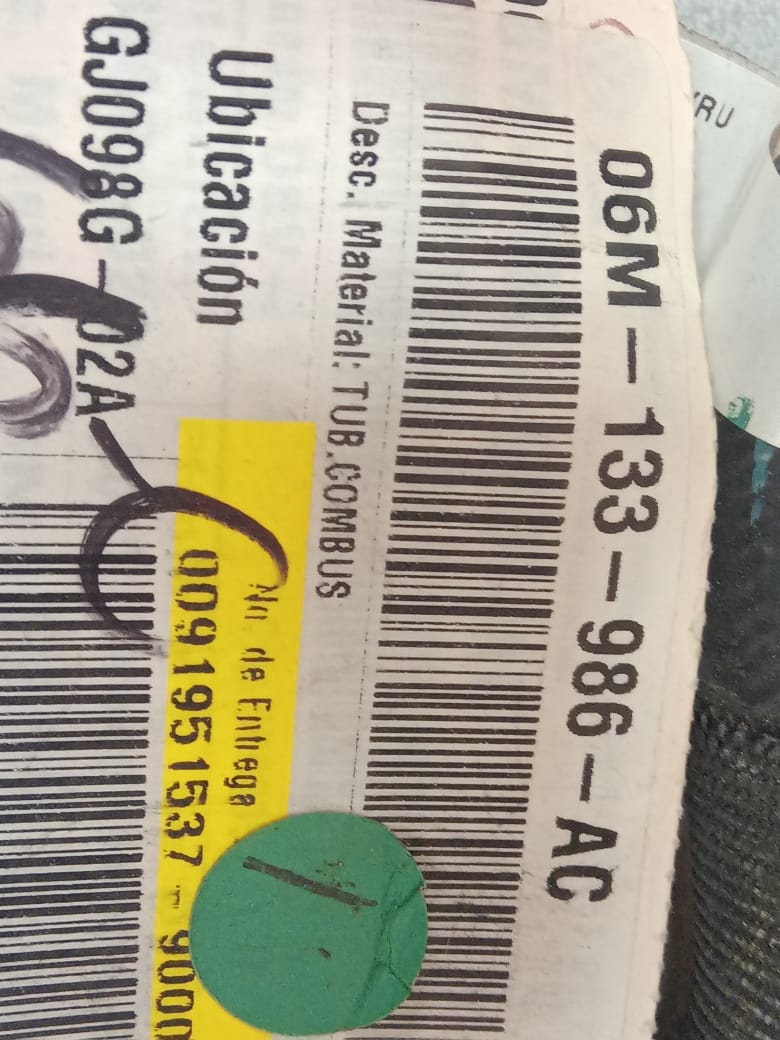 06M-133-986-AC
Desc. Material: TUB.COMBUS
Ubicación
GJ098G-02A
No. de Entrega
0091951537 - 9000